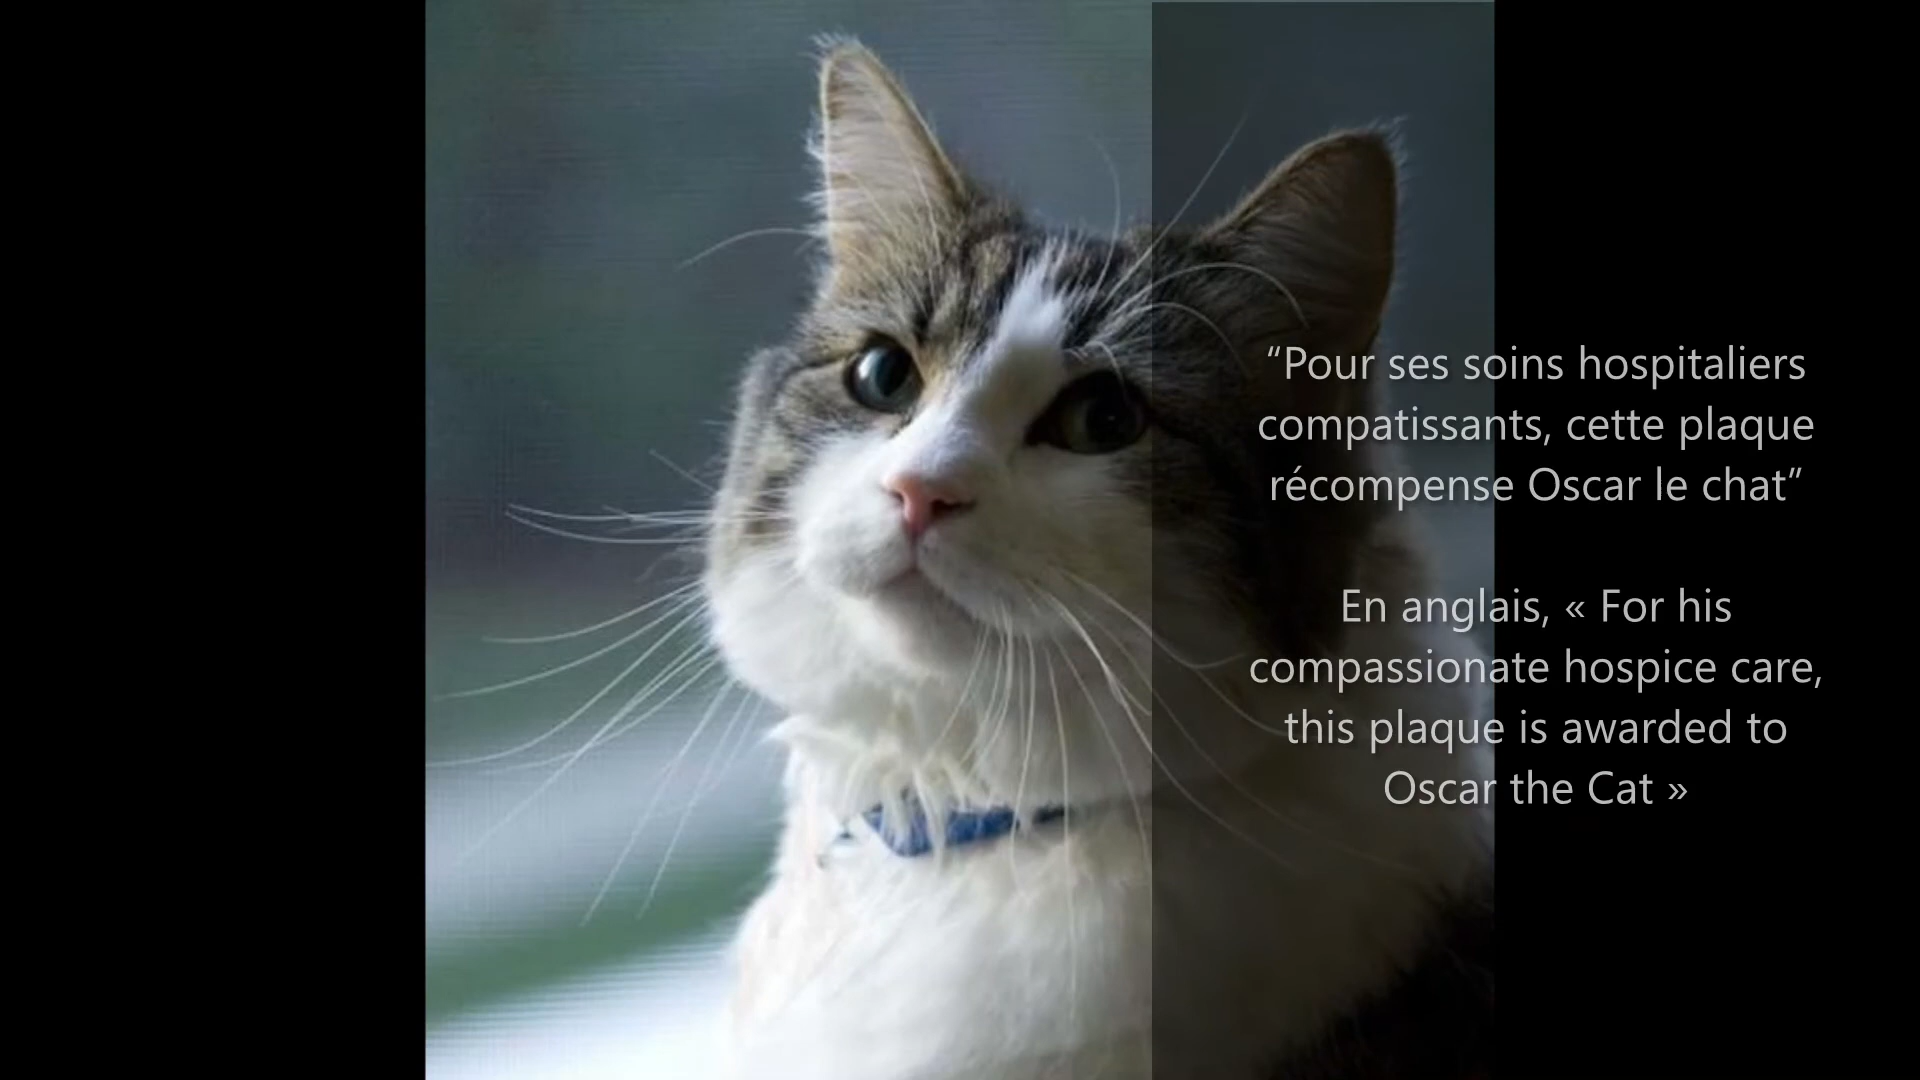 “Pour ses soins hospitaliers
compatissants, cette plaque
récompense Oscar le chat”
En anglais, « For his
compassionate hospice care,
this plaque is awarded to
Oscar the Cat »